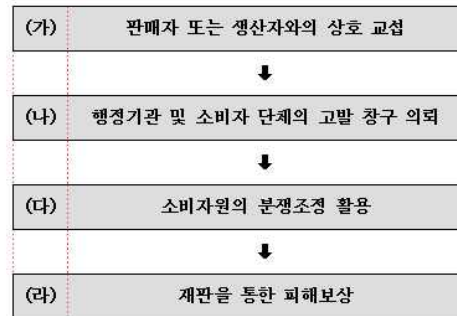 (가) 판매자 또는 생산자와의 상호 교섭
(나) 행정기관 및 소비자 단체의 고발 창구 의뢰
(다) 소비자원의 분쟁조정 활용
(라) 재판을 통한 피해보상